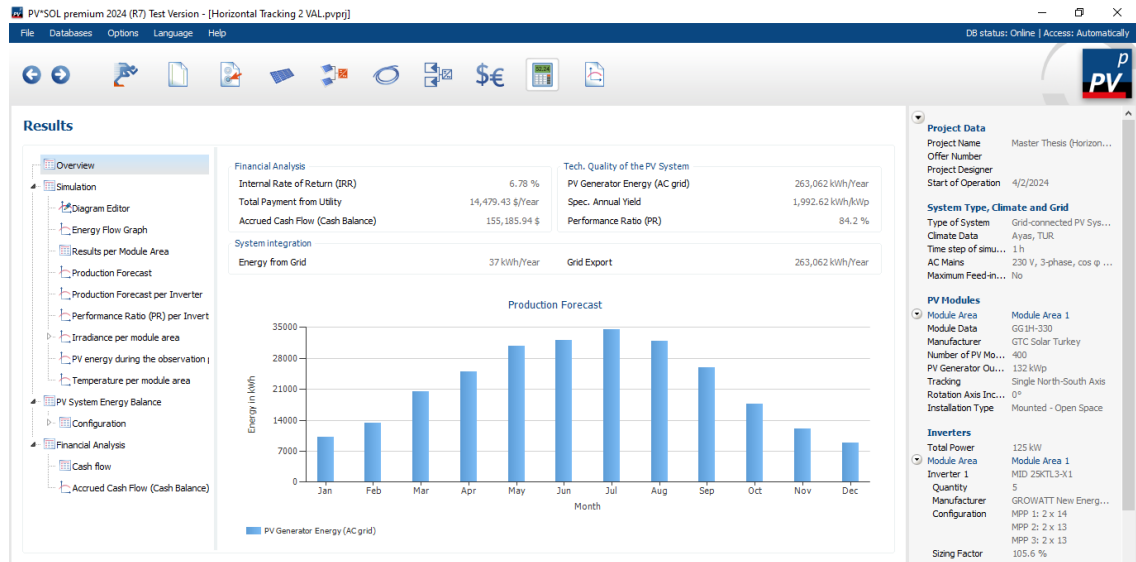 PV*SOL premium 2024 (R7) Test Version - [Horizontal Tracking 2 VAL.pvprj]
File Databases Options Language Help
DB status: Online | Access: Automatically
$€
p
PV
Results
Overview
Simulation
Diagram Editor
Energy Flow Graph
Results per Module Area
Production Forecast
Production Forecast per Inverter
Performance Ratio (PR) per Invert
Irradiance per module area
PV energy during the observation
Temperature per module area
PV System Energy Balance
Configuration
Financial Analysis
Cash flow
Accrued Cash Flow (Cash Balance)
Financial Analysis
Internal Rate of Return (IRR) 6.78 %
Total Payment from Utility 14,479.43 $/Year
Accrued Cash Flow (Cash Balance) 155,185.94 $
Tech. Quality of the PV System
PV Generator Energy (AC grid) 263,062 kWh/Year
Spec. Annual Yield 1,992.62 kWh/kWp
Performance Ratio (PR) 84.2 %
System integration
Energy from Grid 37 kWh/Year Grid Export 263,062 kWh/Year
Production Forecast
Energy in kWh
35000
28000
21000
14000
7000
0
Jan Feb Mar Apr May Jun Jul Aug Sep Oct Nov Dec
Month
PV Generator Energy (AC grid)
Project Data
Project Name Master Thesis (Horizon...
Offer Number
Project Designer
Start of Operation 4/2/2024
System Type, Climate and Grid
Type of System Grid-connected PV Sys...
Climate Data Ayas, TUR
Time step of simu... 1 h
AC Mains 230 V, 3-phase, cos φ ...
Maximum Feed-in... No
PV Modules
Module Area Module Area 1
Module Data GG1H-330
Manufacturer GTC Solar Turkey
Number of PV Mo... 400
PV Generator Ou... 132 kWp
Tracking Single North-South Axis
Rotation Axis Inc... 0°
Installation Type Mounted - Open Space
Inverters
Total Power 125 kW
Module Area Module Area 1
Inverter 1 MID 25KTL3-X1
Quantity 5
Manufacturer GROWATT New Energ...
Configuration MPP 1: 2 x 14
MPP 2: 2 x 13
MPP 3: 2 x 13
Sizing Factor 105.6 %